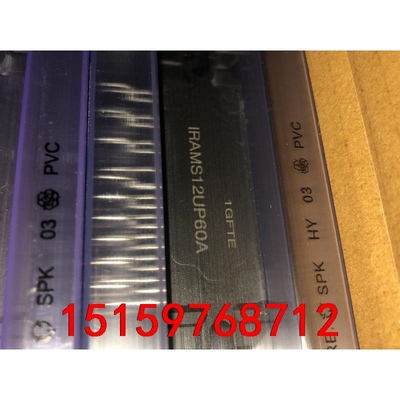 SPK 03 PVC
IRAMS12UP60A
1GFTE
SPK HY 03 PVC
15159768712